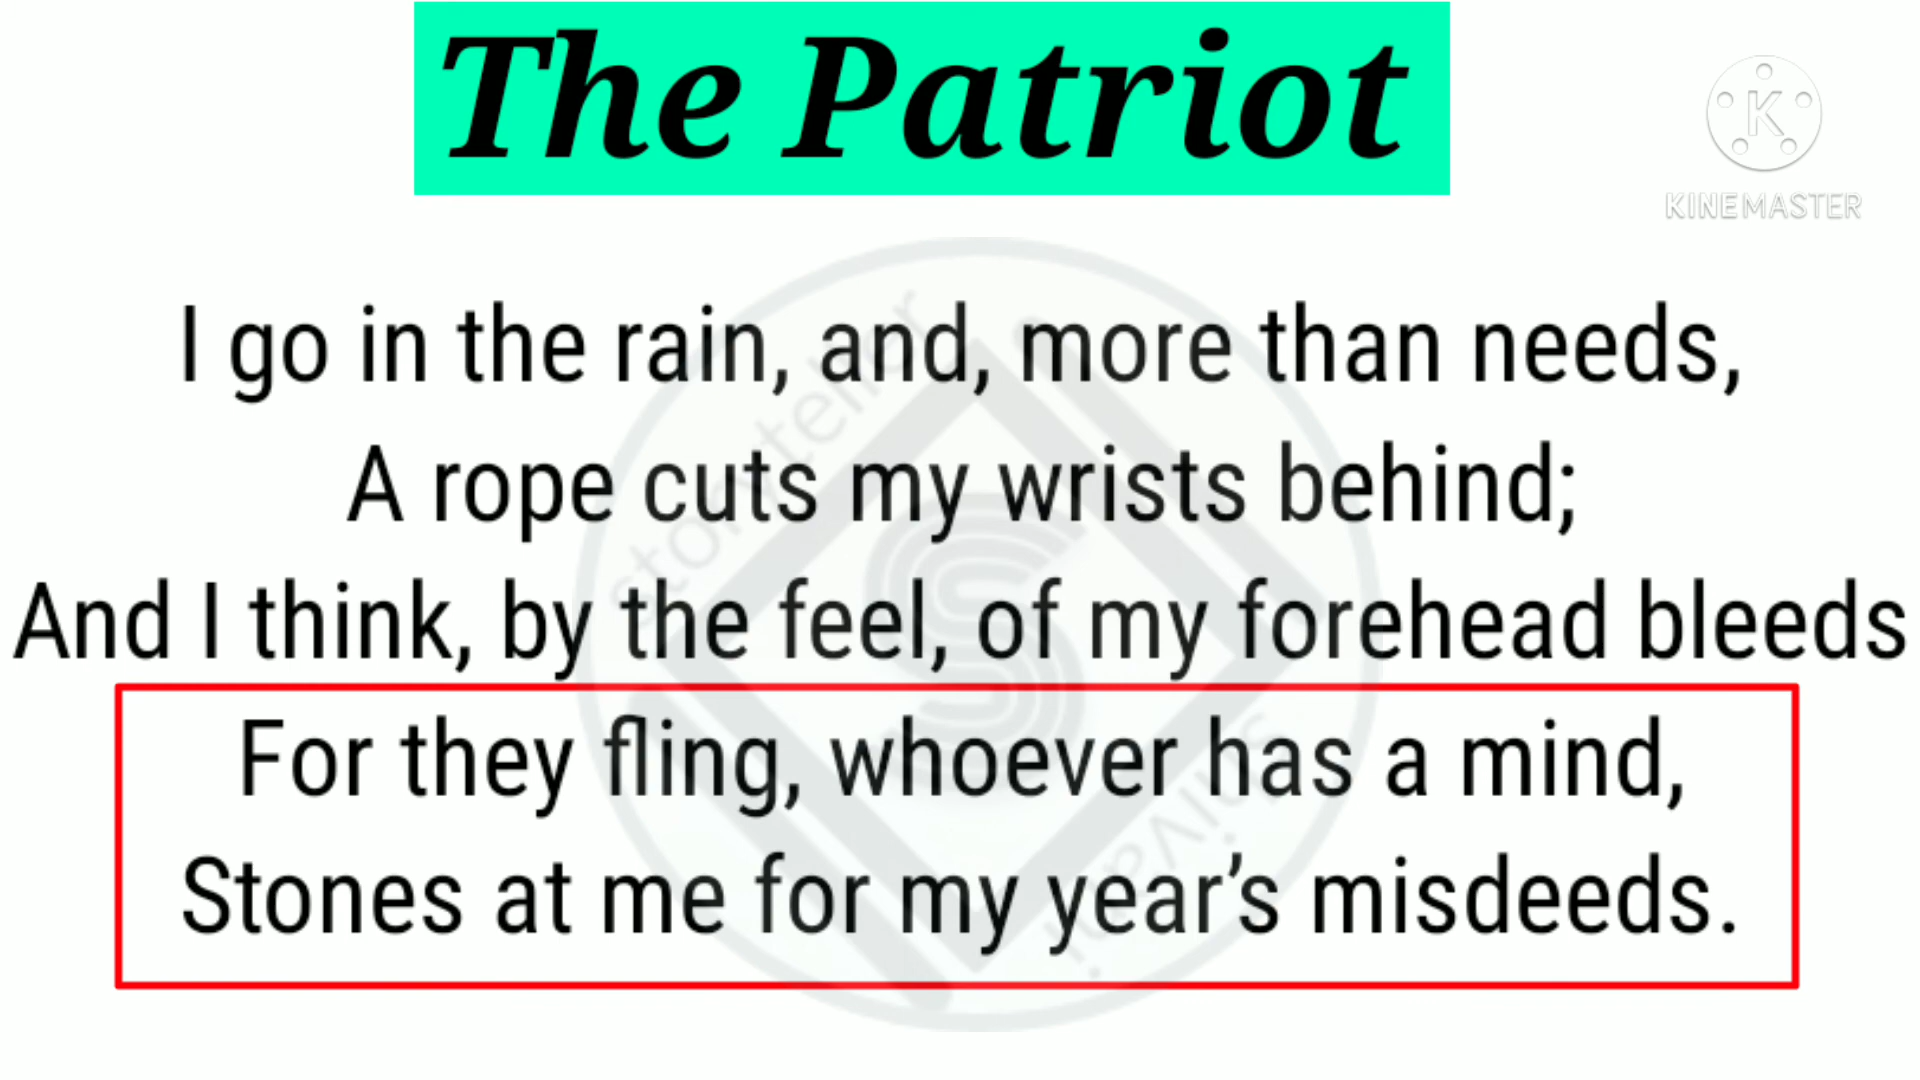 The Patriot
K
KINEMASTER
I go in the rain, and, more than needs,
A rope cuts my wrists behind;
And I think, by the feel, of my forehead bleeds
For they fling, whoever has a mind,
Stones at me for my year’s misdeeds.
storyteller
S
shivani